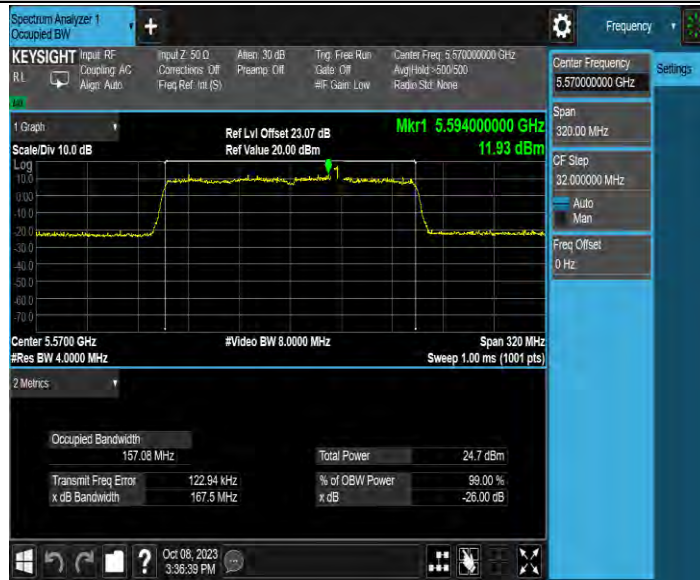 Spectrum Analyzer 1
Occupied BW
Frequency
KEYSIGHT
Input: RF
Coupling: AC
Align: Auto
Input Z: 50 Ω
Corrections: Off
Freq Ref: Int (S)
Atten: 30 dB
Preamp: Off
Trig: Free Run
Gate: Off
#IF Gain: Low
Center Freq: 5.570000000 GHz
Avg|Hold:>500/500
Radio Std: None
RL
Center Frequency
5.570000000 GHz
Settings
Span
320.00 MHz
CF Step
32.000000 MHz
Auto
Man
Freq Offset
0 Hz
1 Graph
Scale/Div 10.0 dB
Ref Lvl Offset 23.07 dB
Ref Value 20.00 dBm
Mkr1 5.594000000 GHz
11.93 dBm
Log
10.0
0.00
-10.0
-20.0
-30.0
-40.0
-50.0
-60.0
-70.0
1
Center 5.5700 GHz
#Video BW 8.0000 MHz
Span 320 MHz
#Res BW 4.0000 MHz
Sweep 1.00 ms (1001 pts)
2 Metrics
Occupied Bandwidth
157.08 MHz
Total Power 24.7 dBm
Transmit Freq Error 122.94 kHz
% of OBW Power 99.00 %
x dB Bandwidth 167.5 MHz
x dB -26.00 dB
?
Oct 08, 2023
3:36:39 PM